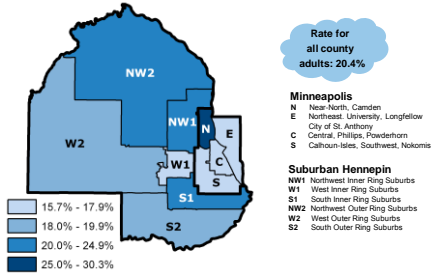 Rate for
all county
adults: 20.4%
NW2
NW1
N
E
W2
W1
C
S
S1
S2
15.7% - 17.9%
18.0% - 19.9%
20.0% - 24.9%
25.0% - 30.3%
Minneapolis
N Near-North, Camden
E Northeast. University, Longfellow
City of St. Anthony
C Central, Phillips, Powderhorn
S Calhoun-Isles, Southwest, Nokomis
Suburban Hennepin
NW1 Northwest Inner Ring Suburbs
W1 West Inner Ring Suburbs
S1 South Inner Ring Suburbs
NW2 Northwest Outer Ring Suburbs
W2 West Outer Ring Suburbs
S2 South Outer Ring Suburbs